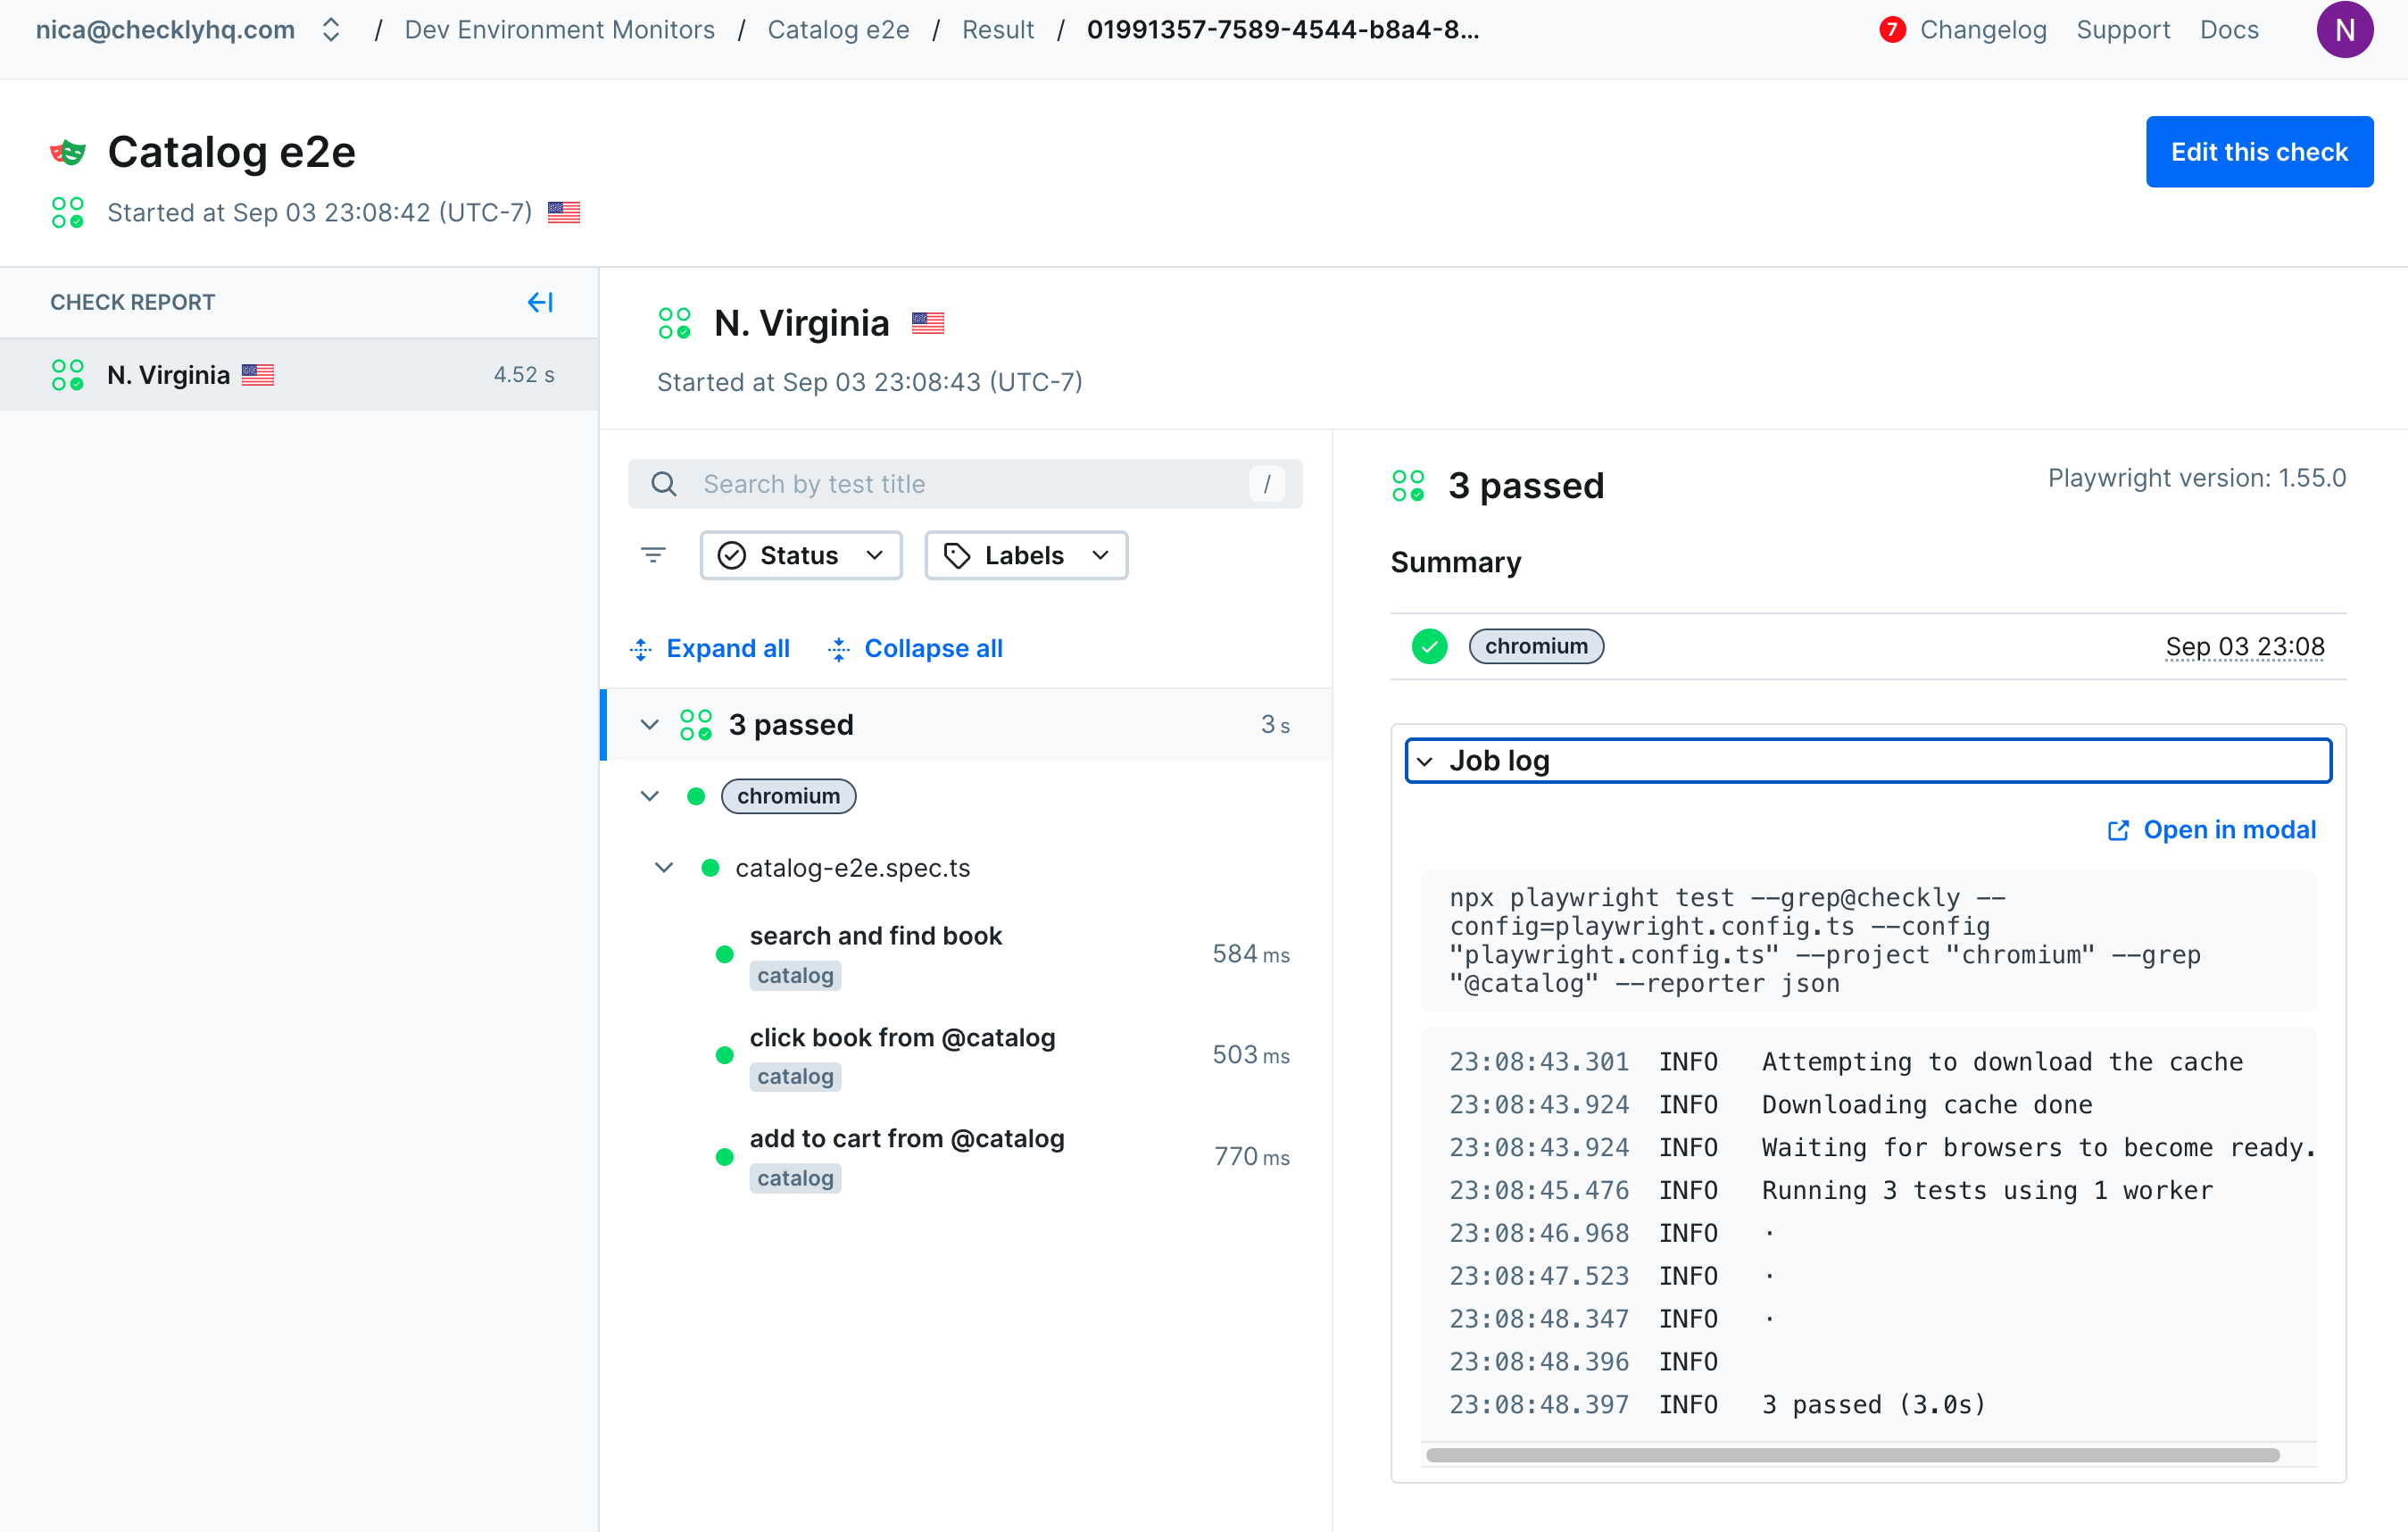 nica@checklyhq.com / Dev Environment Monitors / Catalog e2e / Result / 01991357-7589-4544-b8a4-8...
7 Changelog Support Docs N
Catalog e2e
Edit this check
Started at Sep 03 23:08:42 (UTC-7)
CHECK REPORT
N. Virginia 4.52 s
N. Virginia
Started at Sep 03 23:08:43 (UTC-7)
Search by test title /
Status Labels
Expand all Collapse all
3 passed 3 s
chromium
catalog-e2e.spec.ts
search and find book 584 ms
catalog
click book from @catalog 503 ms
catalog
add to cart from @catalog 770 ms
catalog
3 passed Playwright version: 1.55.0
Summary
chromium Sep 03 23:08
Job log
Open in modal
npx playwright test --grep@checkly --
config=playwright.config.ts --config
"playwright.config.ts" --project "chromium" --grep
"@catalog" --reporter json
23:08:43.301 INFO Attempting to download the cache
23:08:43.924 INFO Downloading cache done
23:08:43.924 INFO Waiting for browsers to become ready.
23:08:45.476 INFO Running 3 tests using 1 worker
23:08:46.968 INFO ·
23:08:47.523 INFO ·
23:08:48.347 INFO ·
23:08:48.396 INFO
23:08:48.397 INFO 3 passed (3.0s)